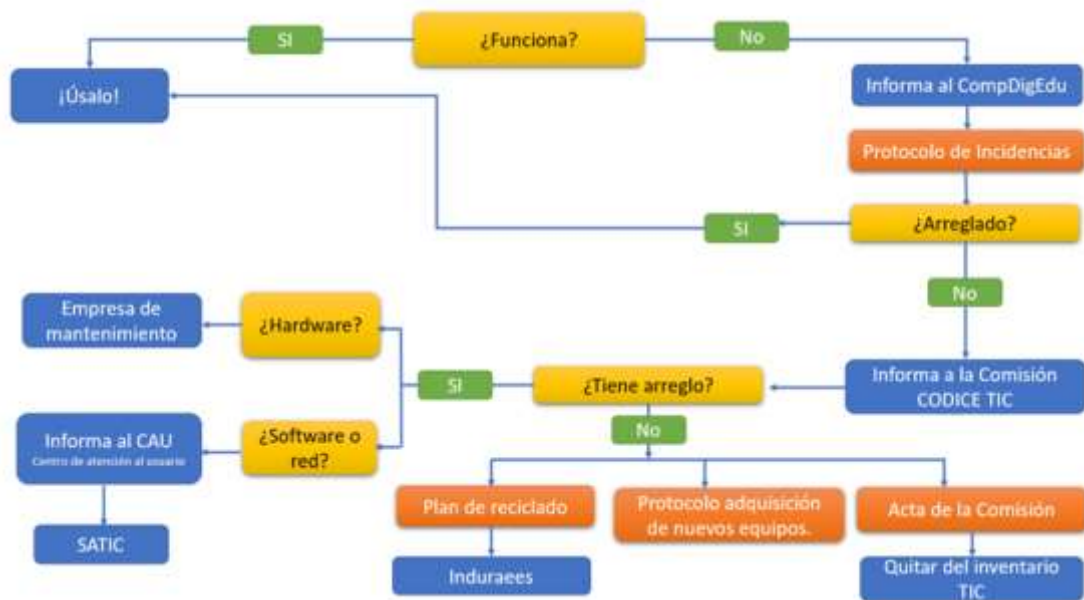 SI
¿Funciona?
No
¡Úsalo!
Informa al CompDigEdu
Protocolo de Incidencias
SI
¿Arreglado?
No
Empresa de
mantenimiento
¿Hardware?
SI
¿Tiene arreglo?
Informa a la Comisión
CODICE TIC
No
Informa al CAU
Centro de atención al usuario
¿Software o
red?
Plan de reciclado
Protocolo adquisición
de nuevos equipos.
Acta de la Comisión
SATIC
Induraees
Quitar del inventario
TIC